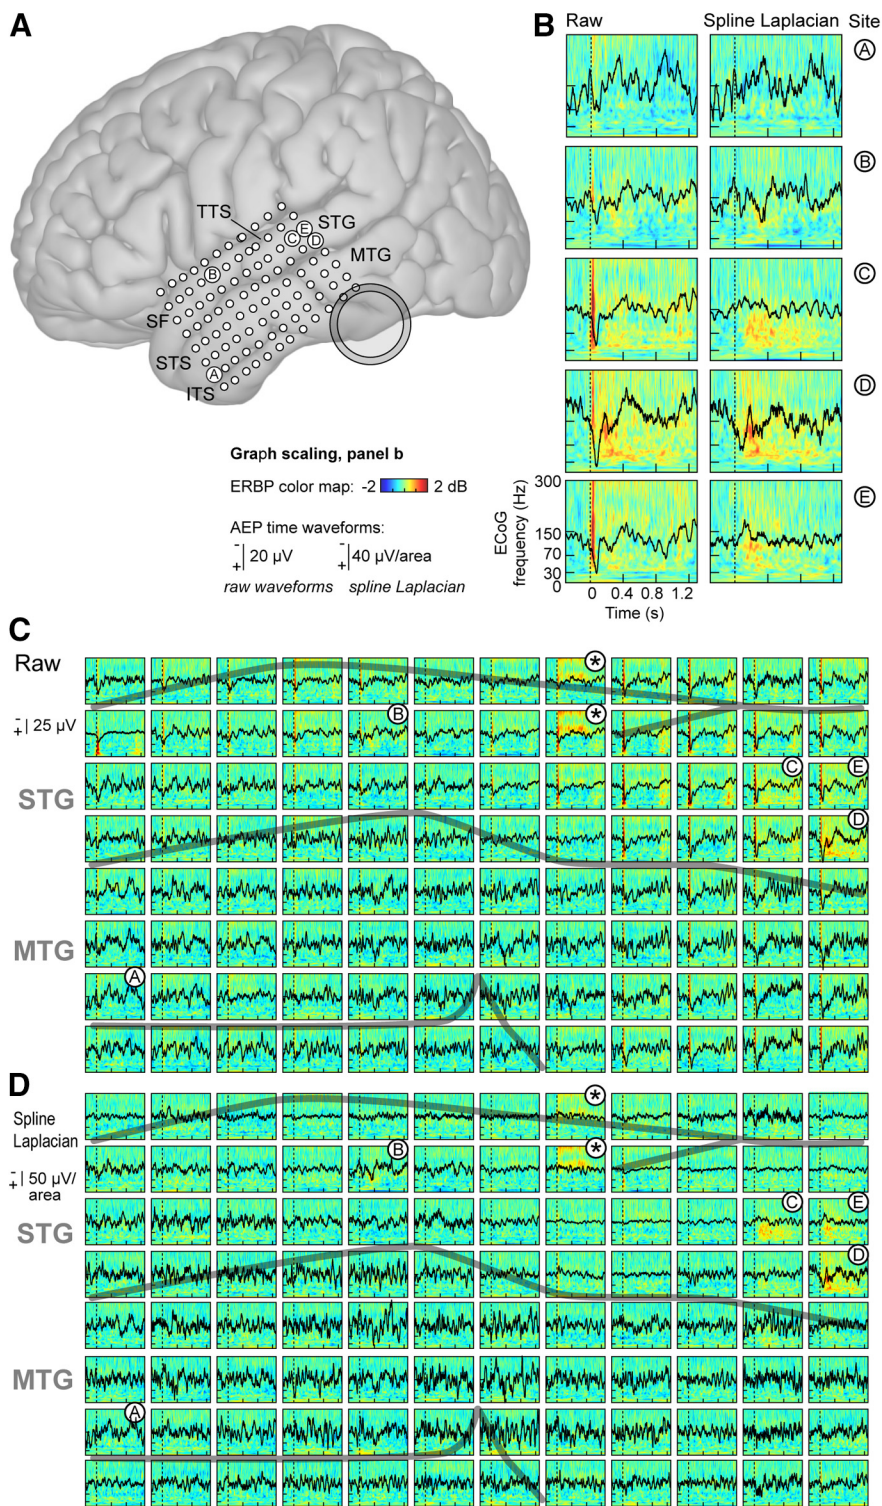 A
TTS
STG
E
C
D
MTG
B
SF
STS
A
ITS
Graph scaling, panel b
ERBP color map: -2 2 dB
AEP time waveforms:
-
+ 20 µV
-
+ 40 µV/area
raw waveforms spline Laplacian
B
Raw Spline Laplacian Site
A
B
C
D
E
300
150
70
30
0
ECoG
frequency (Hz)
0 0.4 0.8 1.2
Time (s)
C
Raw
*
-
+ 25 µV
B
*
STG
C
E
D
MTG
A
D
Spline
Laplacian
*
-
+ 50 µV/
area
B
*
STG
C
E
D
MTG
A